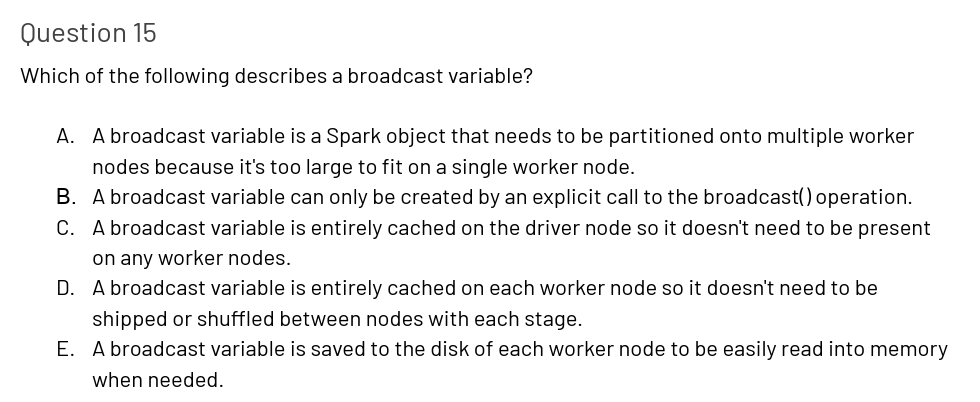 Question 15
Which of the following describes a broadcast variable?
A. A broadcast variable is a Spark object that needs to be partitioned onto multiple worker
nodes because it's too large to fit on a single worker node.
B. A broadcast variable can only be created by an explicit call to the broadcast() operation.
C. A broadcast variable is entirely cached on the driver node so it doesn't need to be present
on any worker nodes.
D. A broadcast variable is entirely cached on each worker node so it doesn't need to be
shipped or shuffled between nodes with each stage.
E. A broadcast variable is saved to the disk of each worker node to be easily read into memory
when needed.